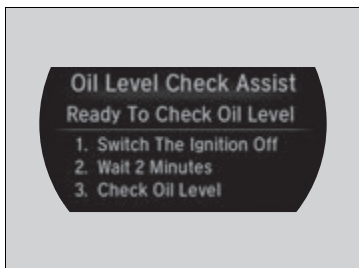 Oil Level Check Assist
Ready To Check Oil Level
1. Switch The Ignition Off
2. Wait 2 Minutes
3. Check Oil Level